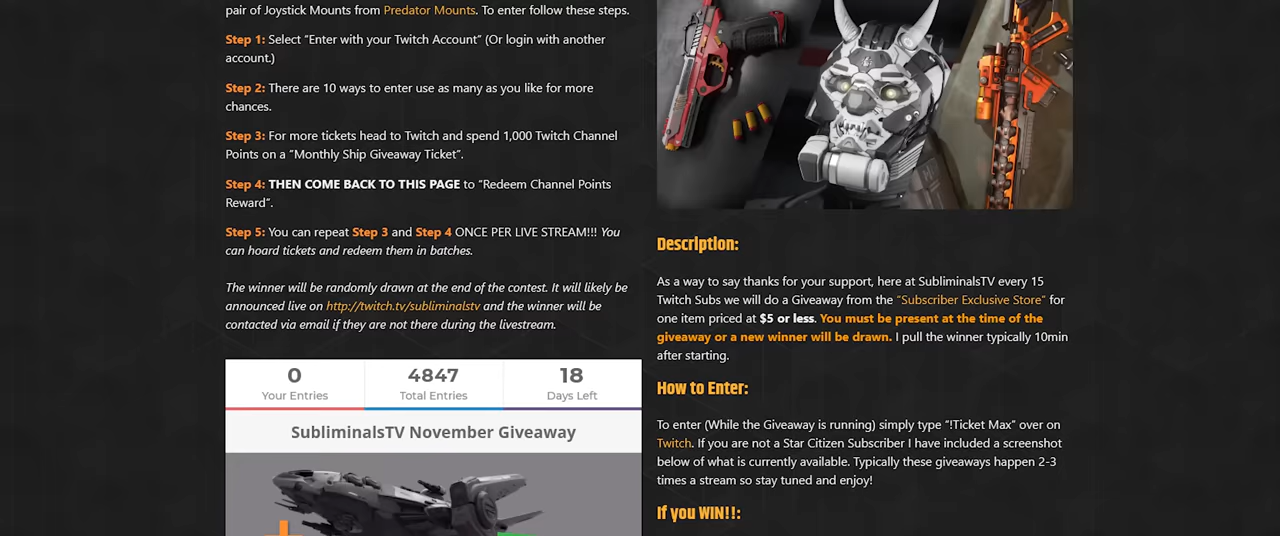 pair of Joystick Mounts from Predator Mounts. To enter follow these steps.
Step 1: Select “Enter with your Twitch Account” (Or login with another
account.)
Step 2: There are 10 ways to enter use as many as you like for more
chances.
Step 3: For more tickets head to Twitch and spend 1,000 Twitch Channel
Points on a “Monthly Ship Giveaway Ticket”.
Step 4: THEN COME BACK TO THIS PAGE to “Redeem Channel Points
Reward”.
Step 5: You can repeat Step 3 and Step 4 ONCE PER LIVE STREAM!!! You
can hoard tickets and redeem them in batches.
The winner will be randomly drawn at the end of the contest. It will likely be
announced live on http://twitch.tv/subliminalstv and the winner will be
contacted via email if they are not there during the livestream.
0 4847 18
Your Entries Total Entries Days Left
SubliminalsTV November Giveaway
Description:
As a way to say thanks for your support, here at SubliminalsTV every 15
Twitch Subs we will do a Giveaway from the “Subscriber Exclusive Store” for
one item priced at $5 or less. You must be present at the time of the
giveaway or a new winner will be drawn. I pull the winner typically 10min
after starting.
How to Enter:
To enter (While the Giveaway is running) simply type “!Ticket Max” over on
Twitch. If you are not a Star Citizen Subscriber I have included a screenshot
below of what is currently available. Typically these giveaways happen 2-3
times a stream so stay tuned and enjoy!
If you WIN!!: